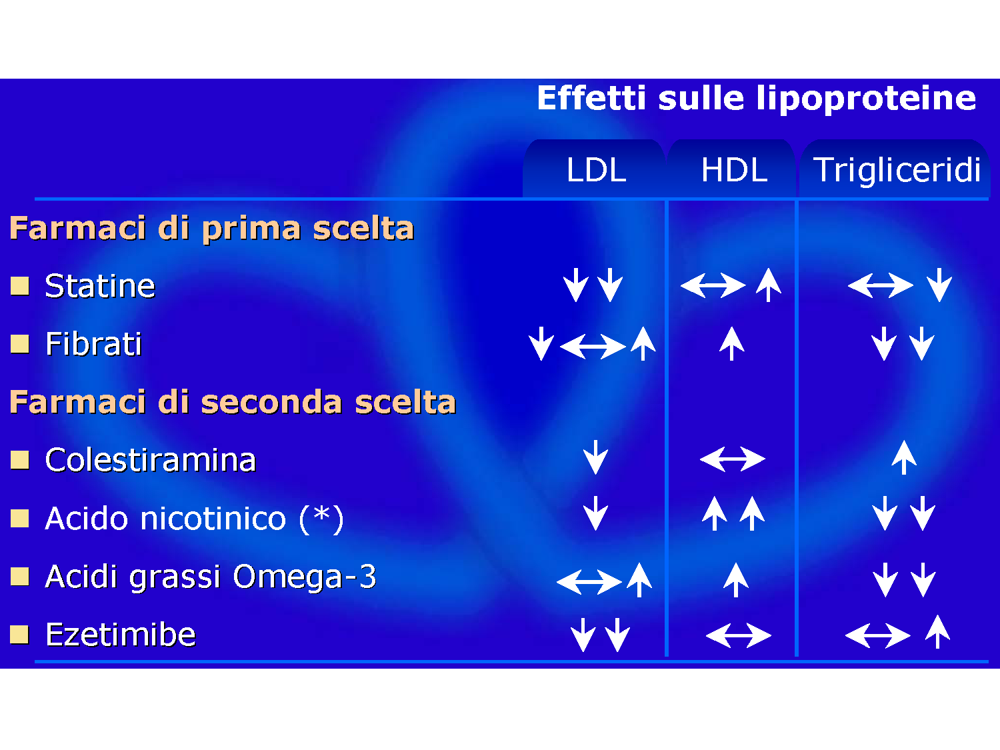 Effetti sulle lipoproteine
LDL HDL Trigliceridi
Farmaci di prima scelta
Statine ↓↓ ↔↑ ↔↓
Fibrati ↓↔↑ ↑ ↓↓
Farmaci di seconda scelta
Colestiramina ↓ ↔ ↑
Acido nicotinico (*) ↓ ↑↑ ↓↓
Acidi grassi Omega-3 ↔↑ ↑ ↓↓
Ezetimibe ↓↓ ↔ ↔↑